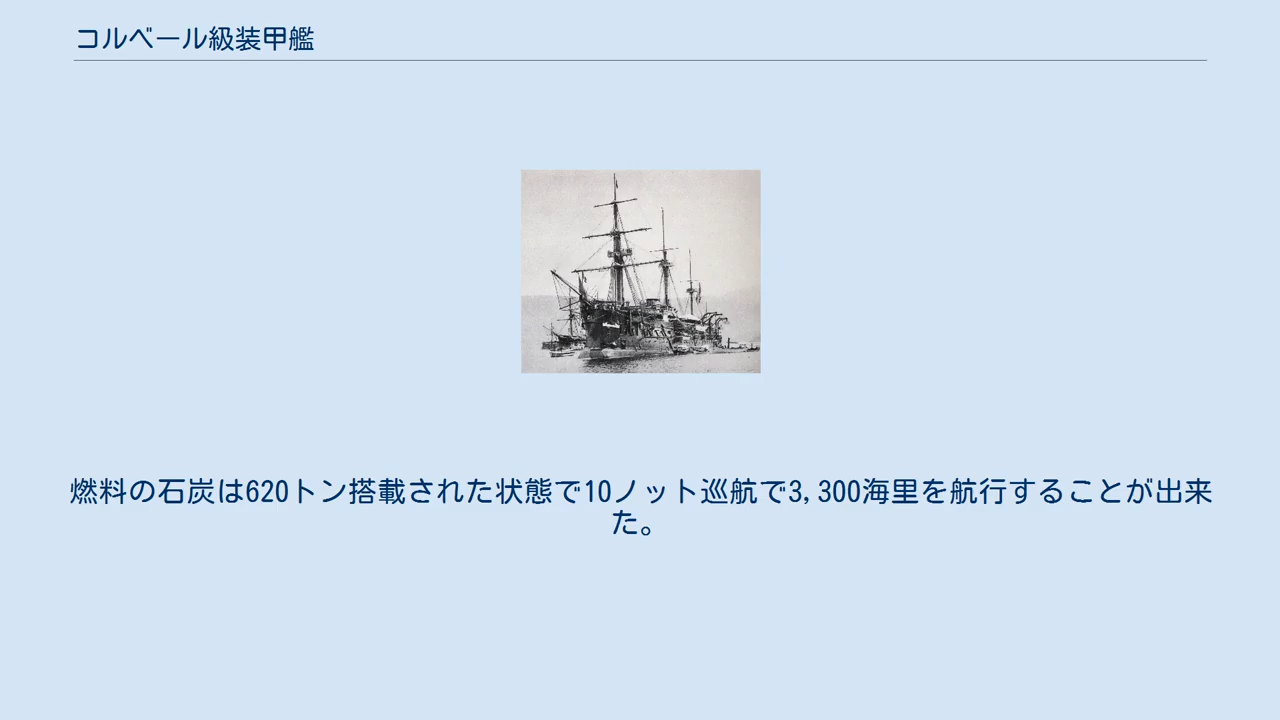 コルベール級装甲艦
燃料の石炭は620トン搭載された状態で10ノット巡航で3,300海里を航行することが出来
た。